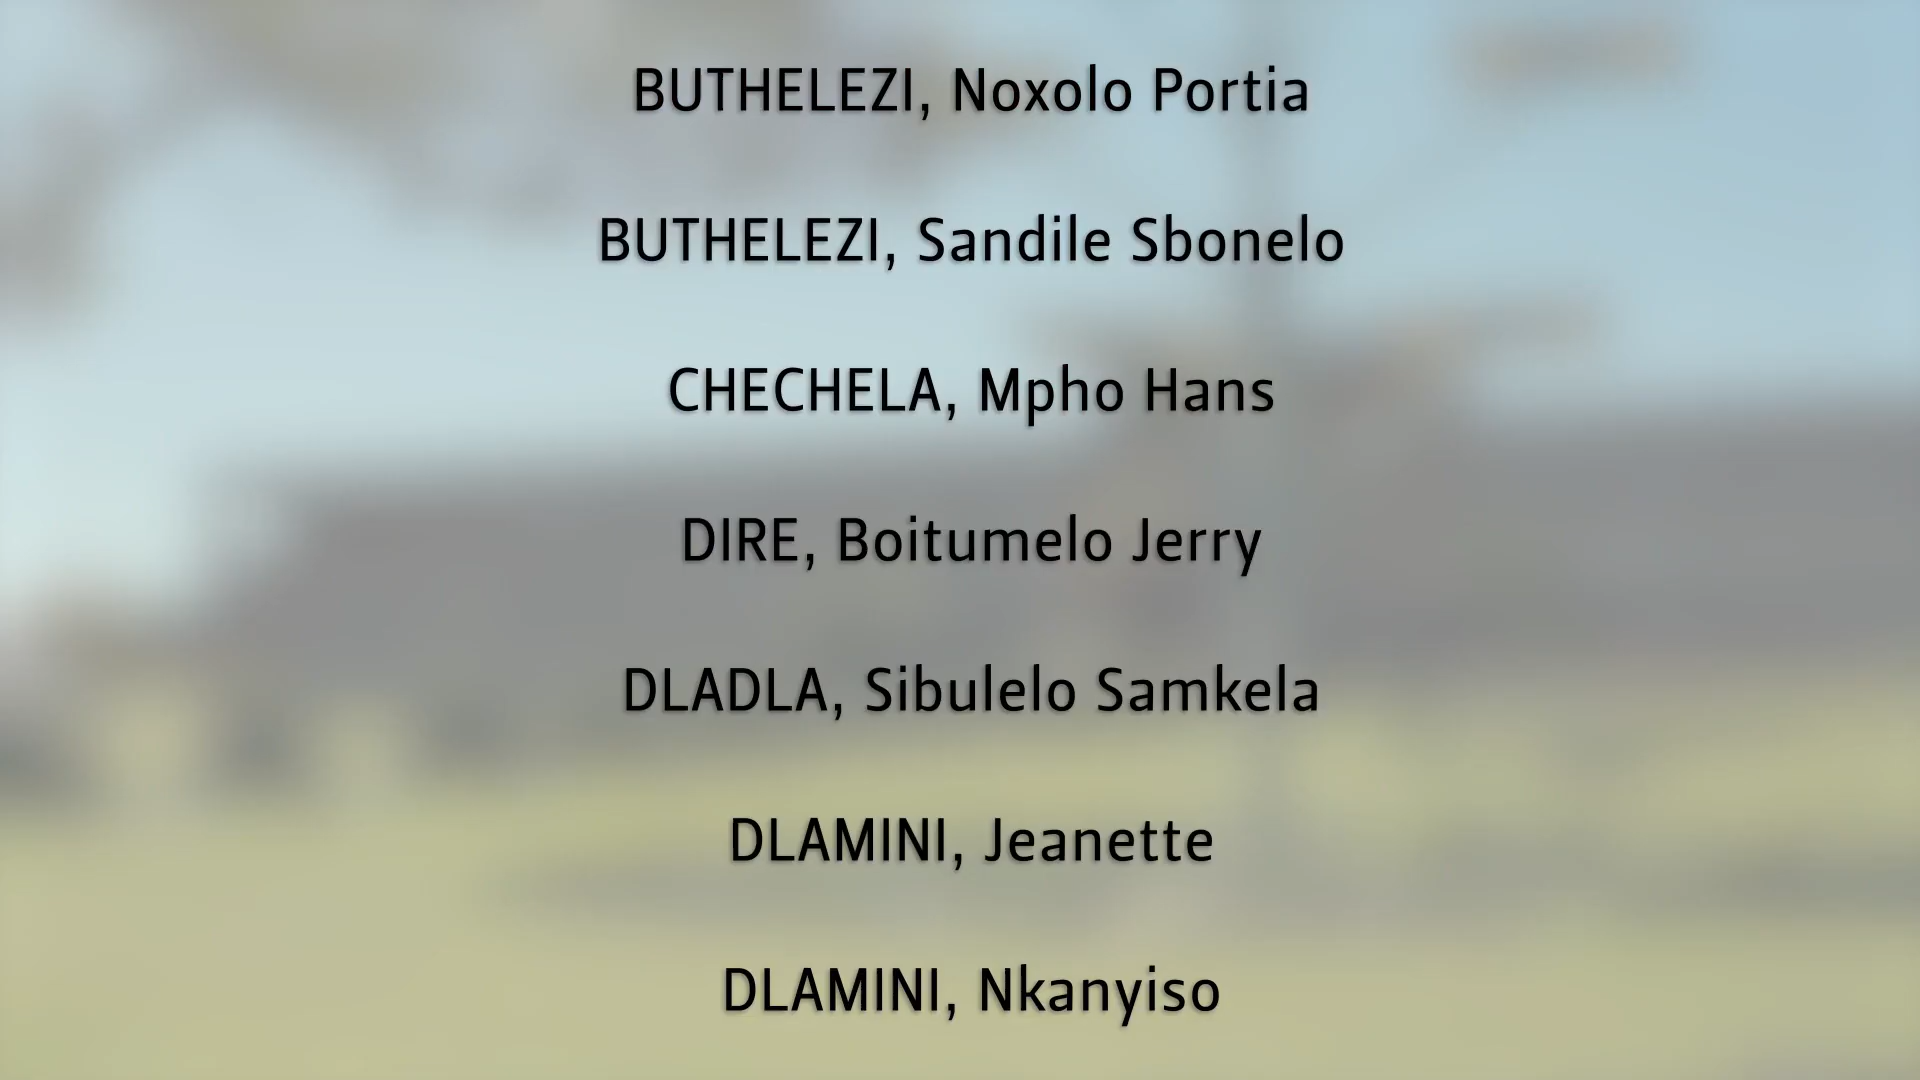 BUTHELEZI, Noxolo Portia
BUTHELEZI, Sandile Sbonelo
CHECHELA, Mpho Hans
DIRE, Boitumelo Jerry
DLADLA, Sibulelo Samkela
DLAMINI, Jeanette
DLAMINI, Nkanyiso